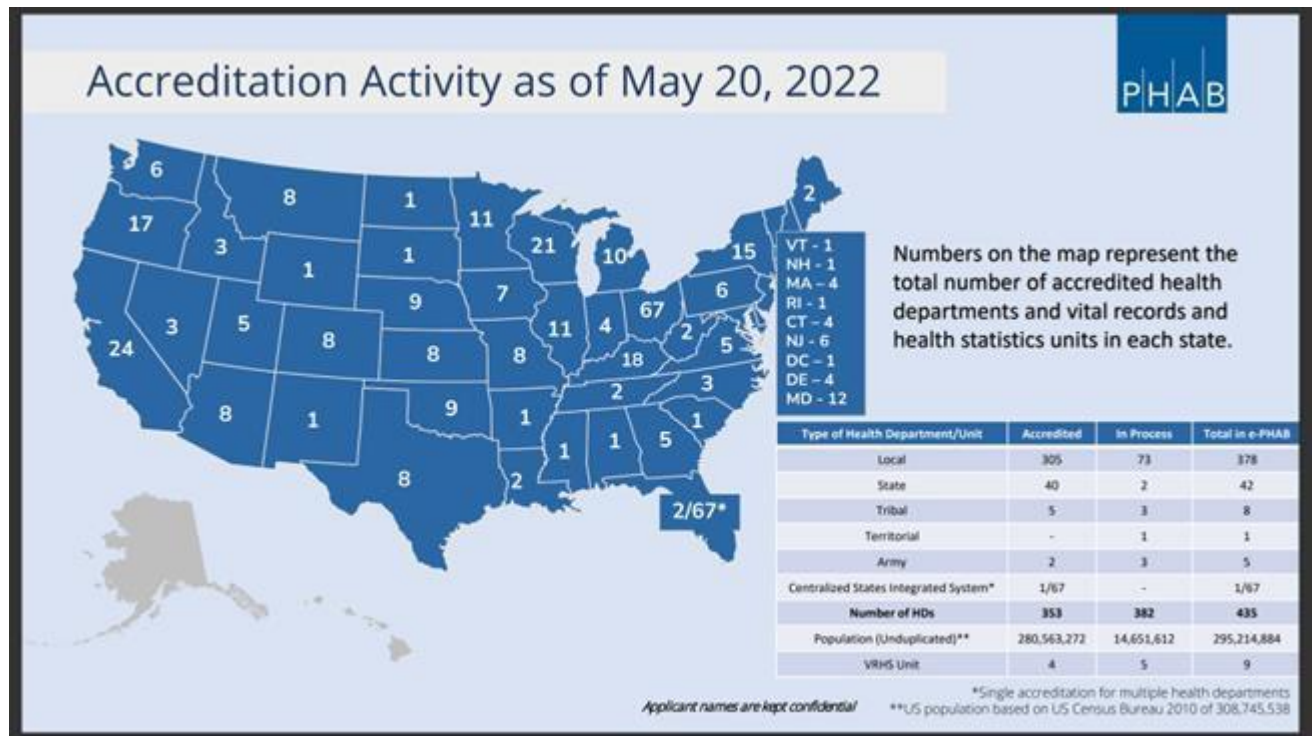 Accreditation Activity as of May 20, 2022
PHAB
6
8
1
11
2
17
3
1
1
21
10
15
VT - 1
NH - 1
MA – 4
RI - 1
CT – 4
NJ - 6
DC – 1
DE – 4
MD - 12
Numbers on the map represent the
total number of accredited health
departments and vital records and
health statistics units in each state.
9
7
6
24
3
5
8
8
8
11
4
67
2
5
18
8
1
9
1
2
3
1
8
2
1
1
5
2/67*
Type of Health Department/Unit Accredited In Process Total in e-PHAB
Local 305 73 378
State 40 2 42
Tribal 5 3 8
Territorial - 1 1
Army 2 3 5
Centralized States Integrated System* 1/67 - 1/67
Number of HDs 353 382 435
Population (Unduplicated)** 280,563,272 14,651,612 295,214,884
VRHS Unit 4 5 9
Applicant names are kept confidential
*Single accreditation for multiple health departments
**US population based on US Census Bureau 2010 of 308,745,538